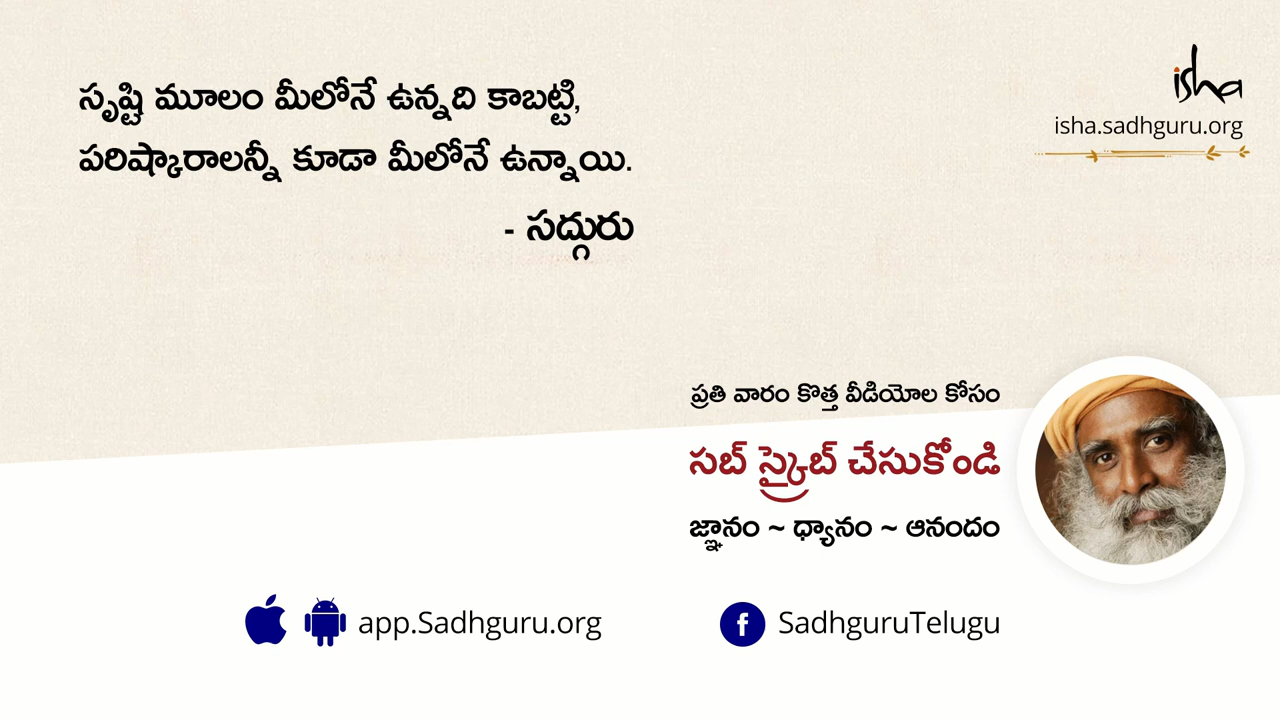 సృష్టి మూలం మీలోనే ఉన్నది కాబట్టి,
పరిష్కారాలన్నీ కూడా మీలోనే ఉన్నాయి.
- సద్గురు
isha
isha.sadhguru.org
ప్రతి వారం కొత్త వీడియోల కోసం
సబ్ స్క్రైబ్ చేసుకోండి
జ్ఞానం ~ ధ్యానం ~ ఆనందం
app.Sadhguru.org
f SadhguruTelugu